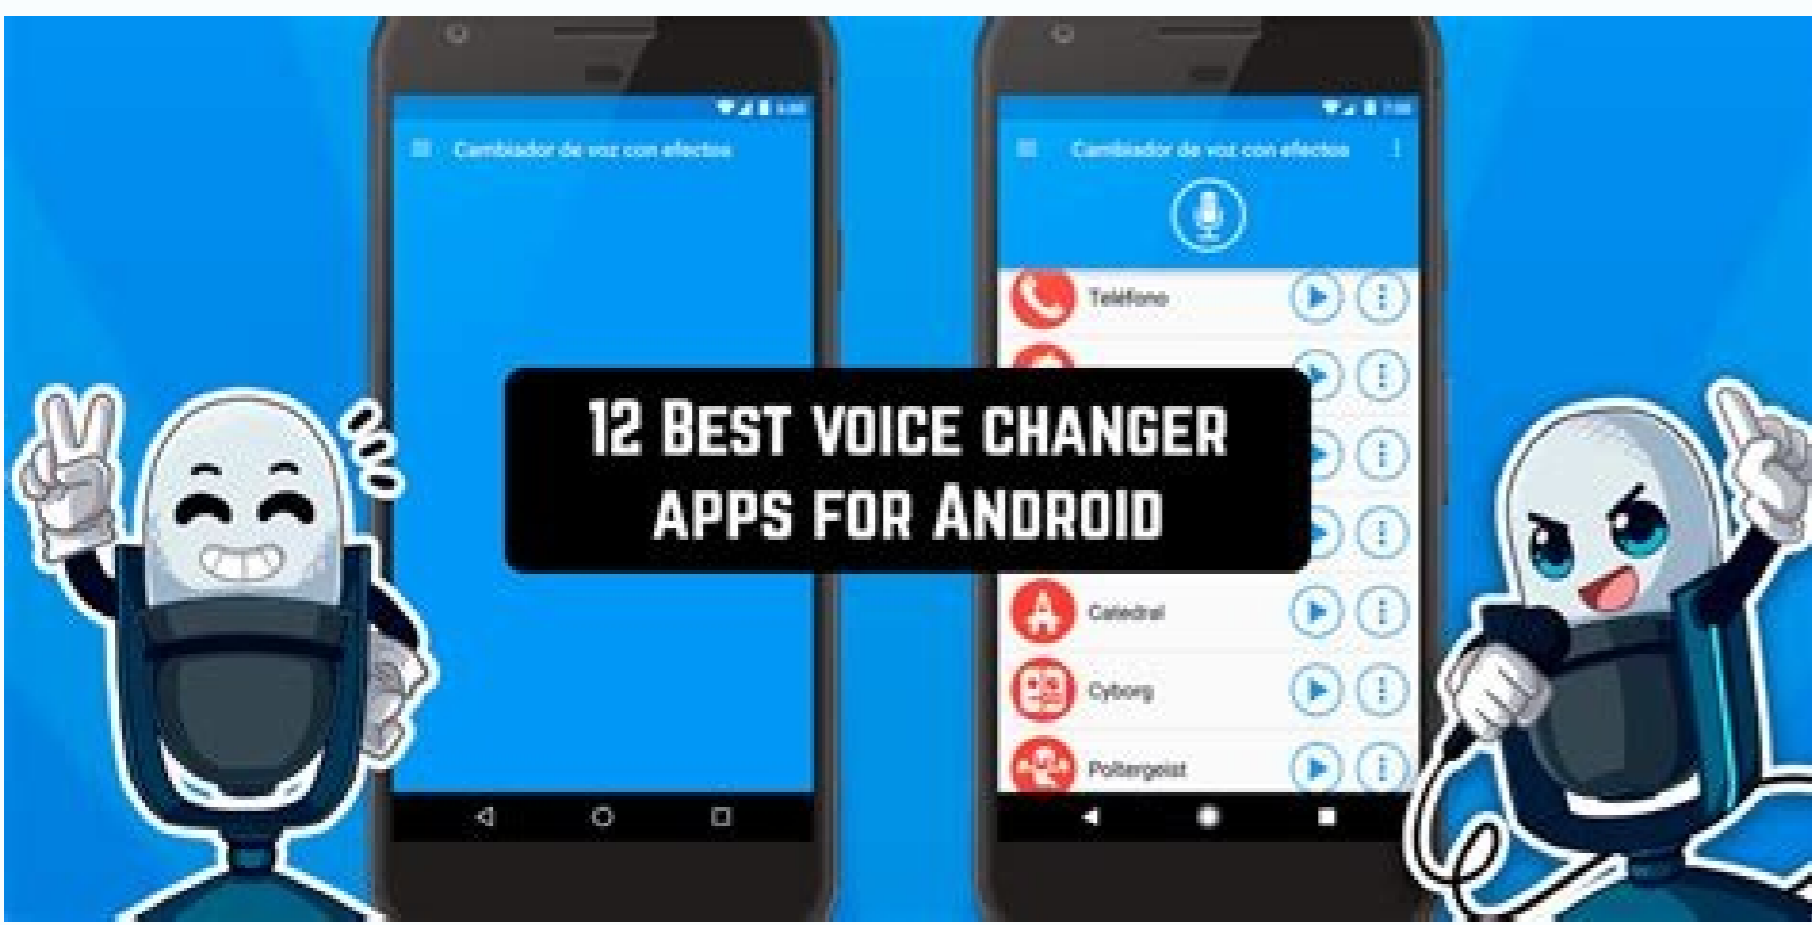 Cambiador de voz con efectos
Cambiador de voz con efectos
Teléfono
12 Best voice changer
apps for Android
Catedral
Cyborg
Poltergeist